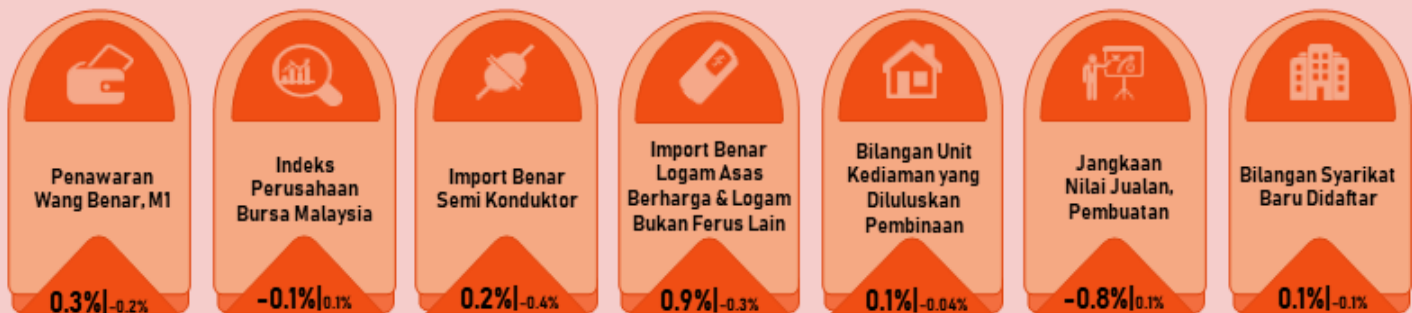 Penawaran
Wang Benar, M1
0.3%|-0.2%
Indeks
Perusahaan
Bursa Malaysia
-0.1%|0.1%
Import Benar
Semi Konduktor
0.2%|-0.4%
Import Benar
Logam Asas
Berharga & Logam
Bukan Ferus Lain
0.9%|-0.3%
Bilangan Unit
Kediaman yang
Diluluskan
Pembinaan
0.1%|-0.04%
Jangkaan
Nilai Jualan,
Pembuatan
-0.8%|0.1%
Bilangan Syarikat
Baru Didaftar
0.1%|-0.1%